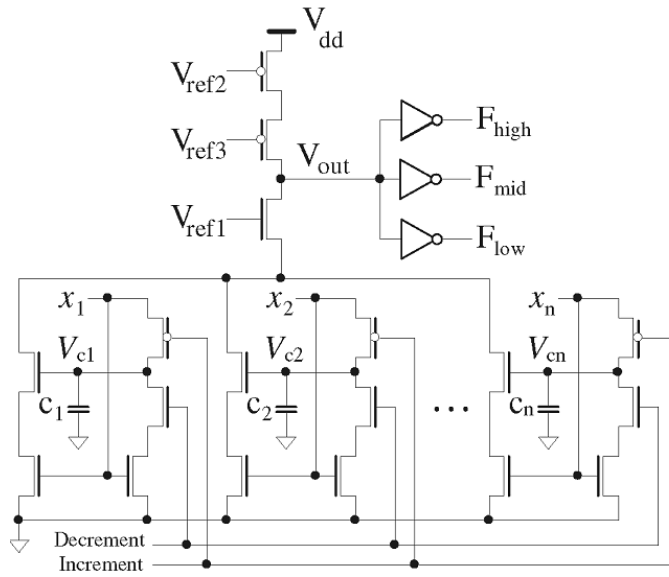 Vdd
Vref2
Vref3
Vout
Vref1
Fhigh
Fmid
Flow
x1 x2 xn
Vc1 Vc2 Vcn
c1 c2 ... cn
Decrement
Increment